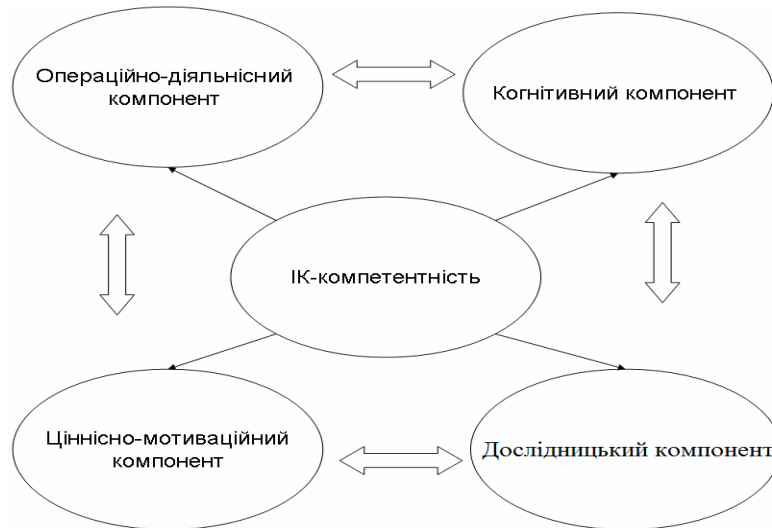 Операційно-діяльнісний
компонент
Когнітивний компонент
ІК-компетентність
Ціннісно-мотиваційний
компонент
Дослідницький компонент